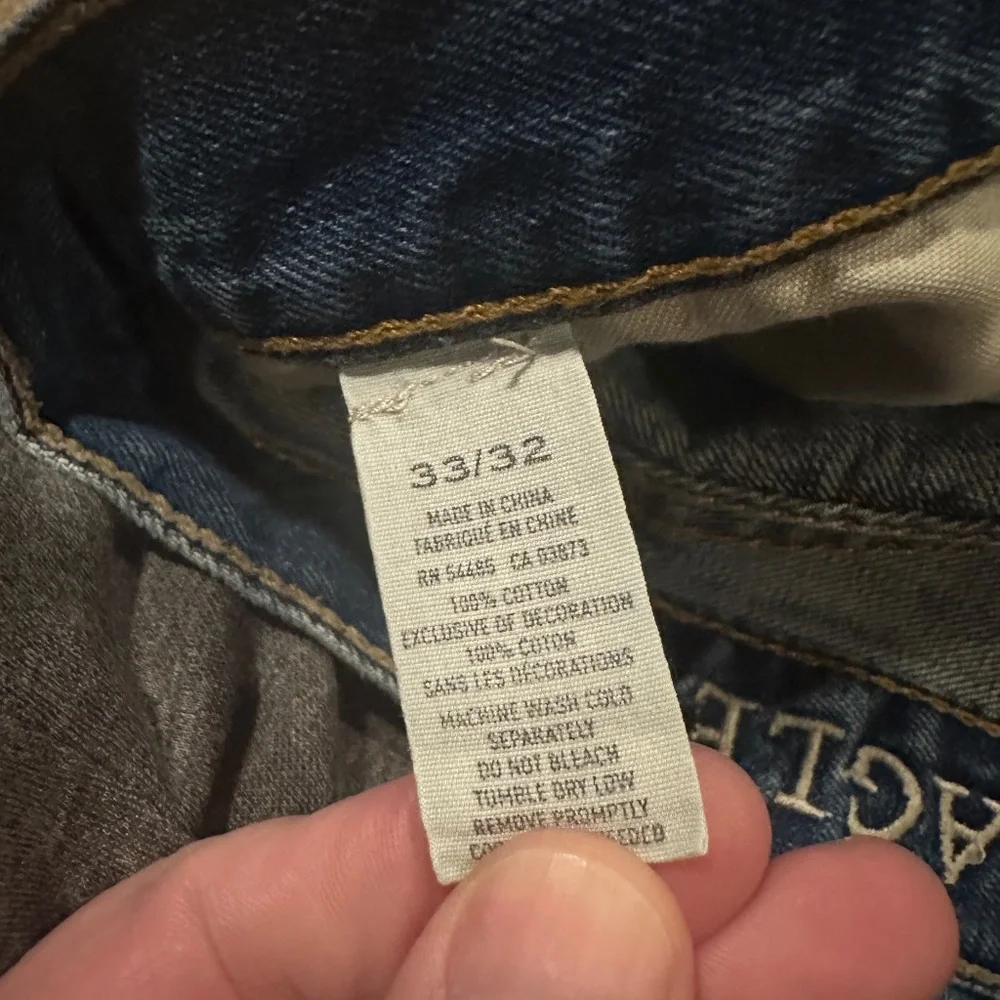 33/32
MADE IN CHINA
FABRIQUÉ EN CHINE
RN 54485 CA 03873
100% COTTON
EXCLUSIVE OF DECORATION
100% COTON
SANS LES DÉCORATIONS
MACHINE WASH COLD
SEPARATELY
DO NOT BLEACH
TUMBLE DRY LOW
REMOVE PROMPTLY
AGLE